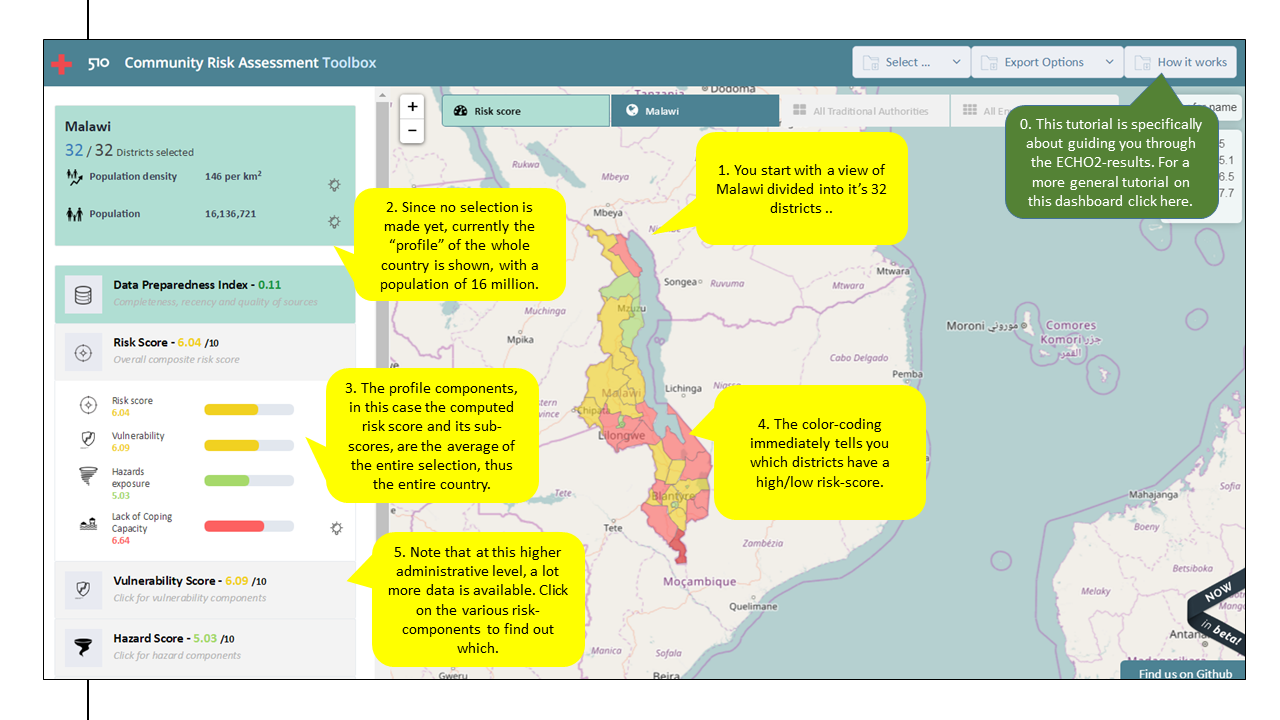 510 Community Risk Assessment Toolbox
Select ...
Export Options
How it works
Malawi
32 / 32 Districts selected
Population density 146 per km²
Population 16,136,721
Data Preparedness Index - 0.11
Completeness, recency and quality of sources
Risk Score - 6.04 /10
Overall composite risk score
Risk score
6.04
Vulnerability
6.09
Hazards
exposure
5.03
Lack of Coping
Capacity
6.64
Vulnerability Score - 6.09 /10
Click for vulnerability components
Hazard Score - 5.03 /10
Click for hazard components
+
−
Risk score
Malawi
All Traditional Authorities
name
0. This tutorial is specifically
about guiding you through
the ECHO2-results. For a
more general tutorial on
this dashboard click here.
1. You start with a view of
Malawi divided into it’s 32
districts ..
2. Since no selection is
made yet, currently the
“profile” of the whole
country is shown, with a
population of 16 million.
3. The profile components,
in this case the computed
risk score and its sub-
scores, are the average of
the entire selection, thus
the entire country.
4. The color-coding
immediately tells you
which districts have a
high/low risk-score.
5. Note that at this higher
administrative level, a lot
more data is available. Click
on the various risk-
components to find out
which.
Tanzania
Dodoma
Rukwa
Mbeya
Mbeya
Songea
Ruvuma
Mtwara
Mtwara
Muchinga
Mzuzu
Mpika
Moroni موروني
Comores
Komori جزر
القمر
Cabo Delgado
Pemba
Lichinga
Malawi
Chipata
Lilongwe
Blantyre
Tete
Tete
Zambézia
Moçambique
Quelimane
Manica
Sofala
Gweru
Beira
Mahajanga
Sofia
Boeny
Betsiboka
Melaky
NOW
in beta!
Find us on Github